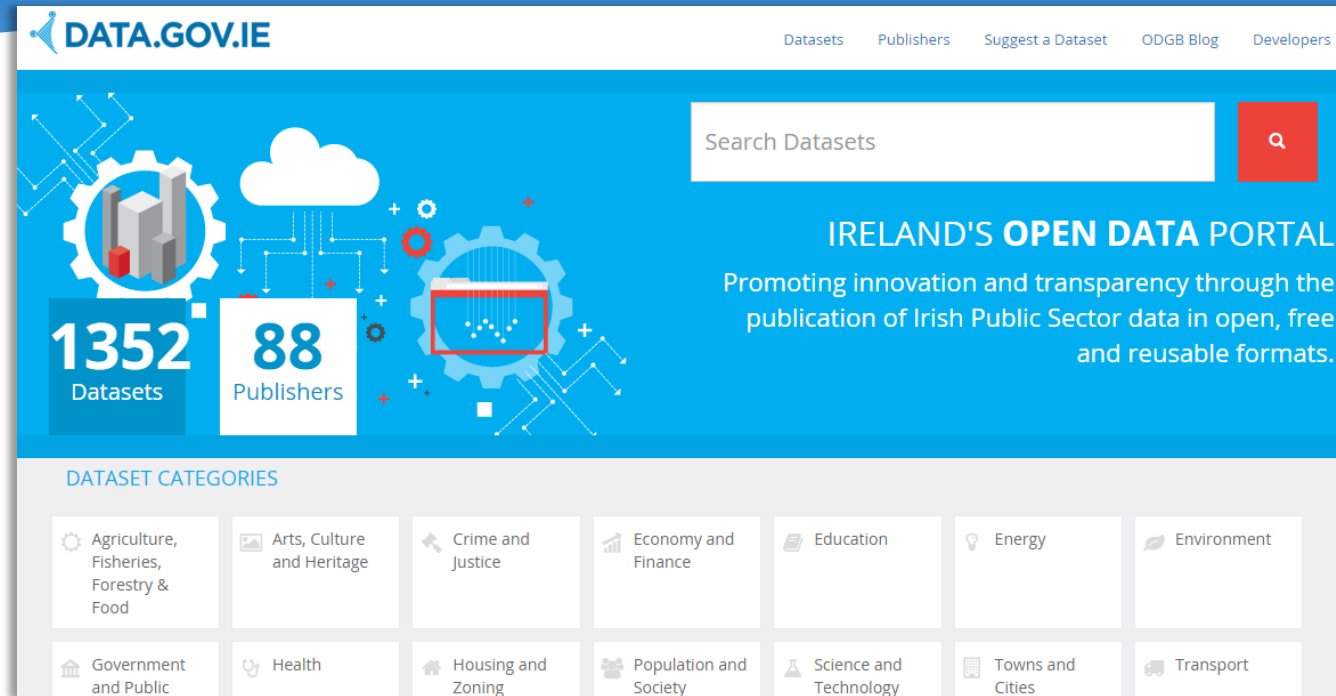 DATA.GOV.IE
Datasets Publishers Suggest a Dataset ODGB Blog Developers
Search Datasets
IRELAND'S OPEN DATA PORTAL
Promoting innovation and transparency through the
publication of Irish Public Sector data in open, free
and reusable formats.
1352
Datasets
88
Publishers
DATASET CATEGORIES
Agriculture,
Fisheries,
Forestry &
Food
Arts, Culture
and Heritage
Crime and
Justice
Economy and
Finance
Education
Energy
Environment
Government
and Public
Health
Housing and
Zoning
Population and
Society
Science and
Technology
Towns and
Cities
Transport